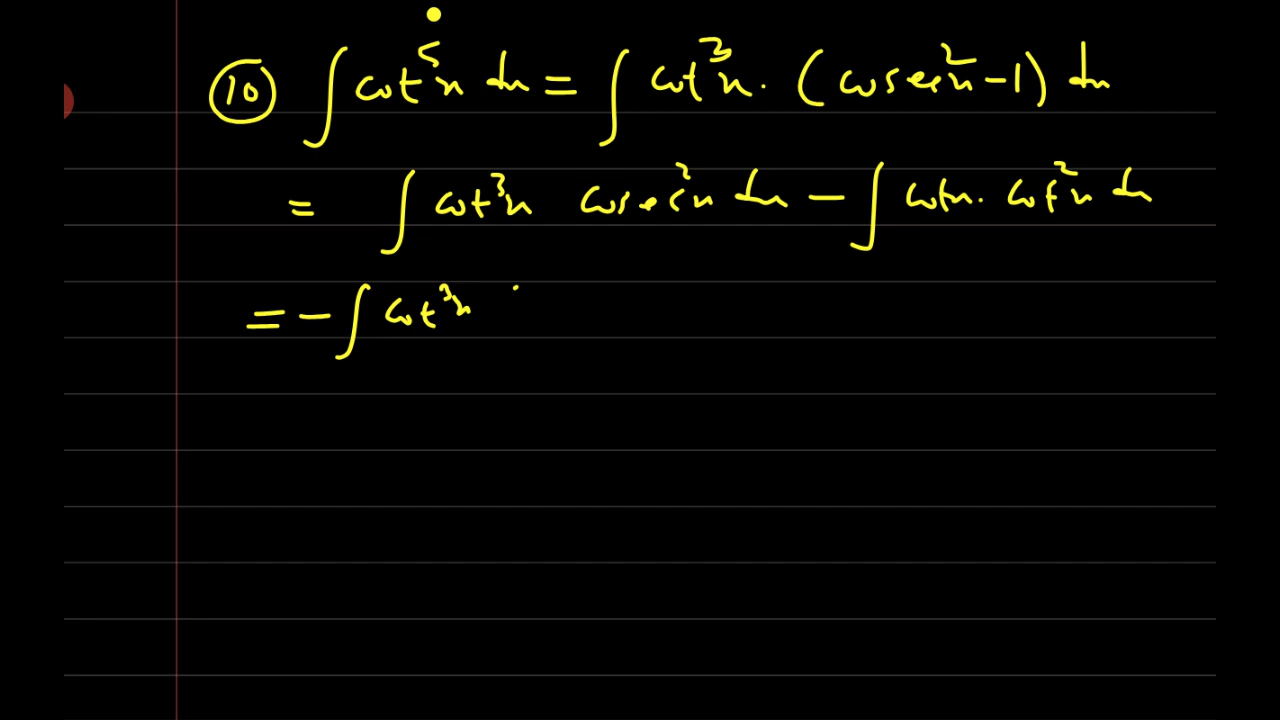 ⑩ ∫ cot⁵x dx = ∫ cot³x · (cosec²x − 1) dx
= ∫ cot³x cosec²x dx − ∫ cotx · cot²x dx
= − ∫ cot³x ·